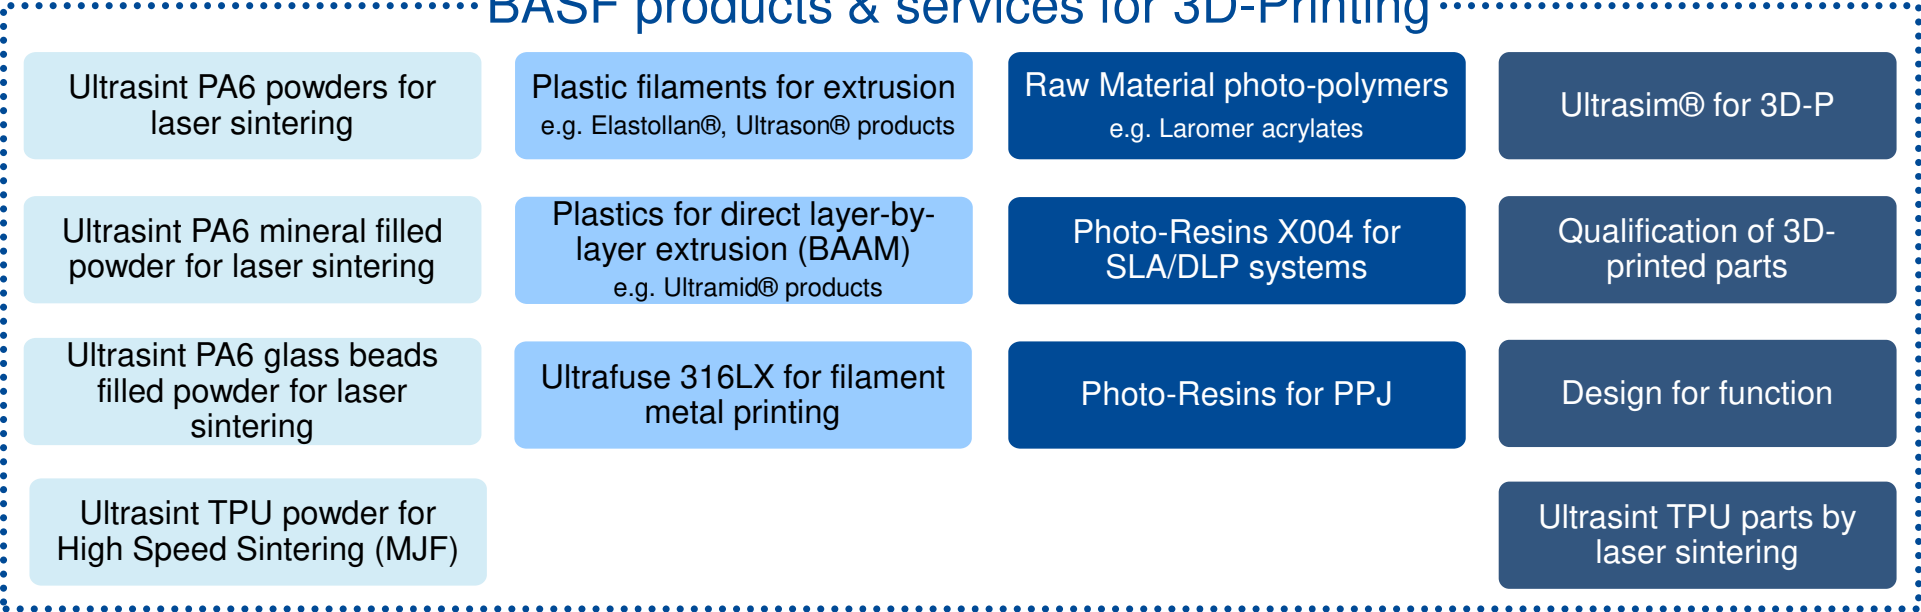 BASF products & services for 3D-Printing
Ultrasint PA6 powders for
laser sintering
Ultrasint PA6 mineral filled
powder for laser sintering
Ultrasint PA6 glass beads
filled powder for laser
sintering
Ultrasint TPU powder for
High Speed Sintering (MJF)
Plastic filaments for extrusion
e.g. Elastollan®, Ultrason® products
Plastics for direct layer-by-
layer extrusion (BAAM)
e.g. Ultramid® products
Ultrafuse 316LX for filament
metal printing
Raw Material photo-polymers
e.g. Laromer acrylates
Photo-Resins X004 for
SLA/DLP systems
Photo-Resins for PPJ
Ultrasim® for 3D-P
Qualification of 3D-
printed parts
Design for function
Ultrasint TPU parts by
laser sintering